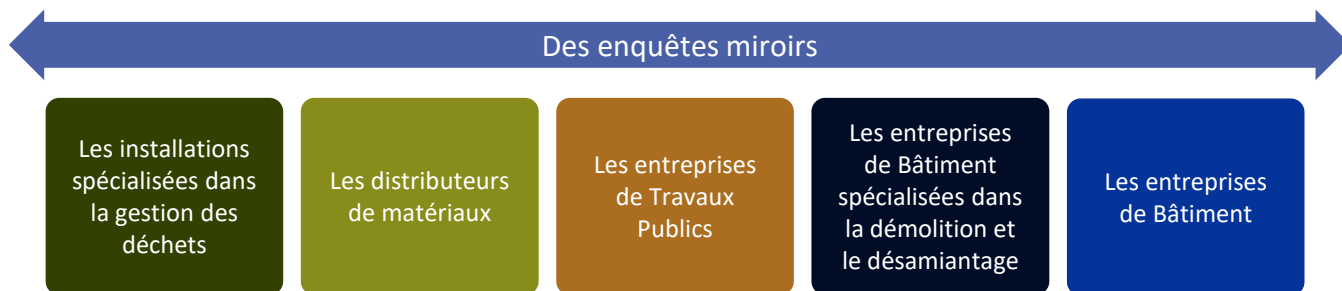 Des enquêtes miroirs
Les installations
spécialisées dans
la gestion des
déchets
Les distributeurs
de matériaux
Les entreprises
de Travaux
Publics
Les entreprises
de Bâtiment
spécialisées dans
la démolition et
le désamiantage
Les entreprises
de Bâtiment